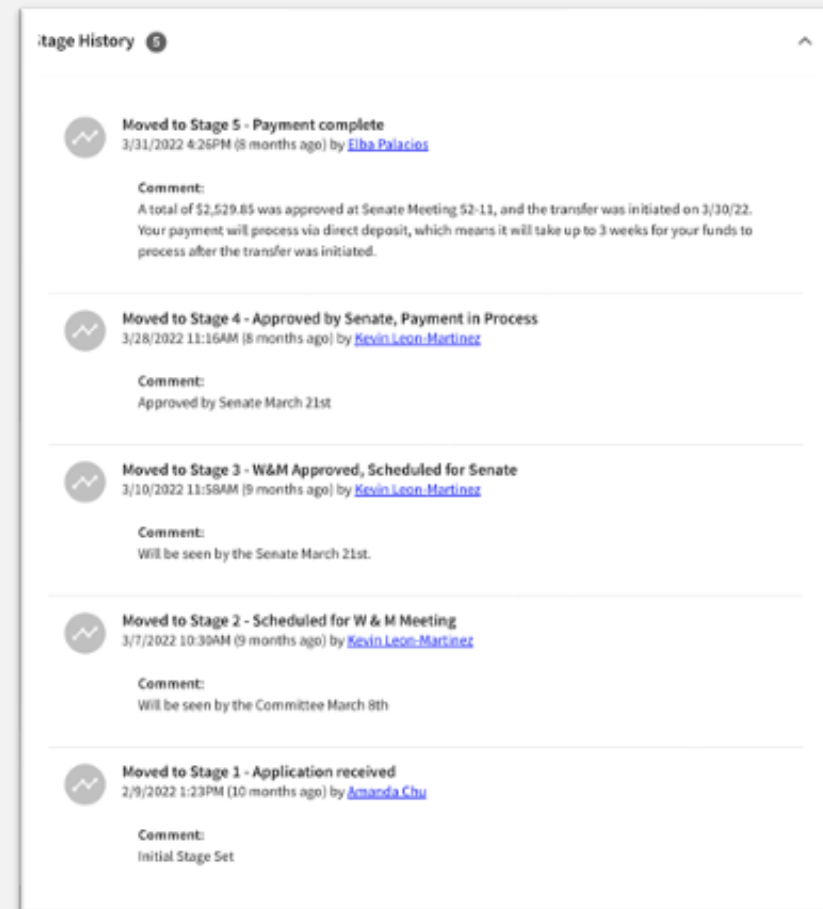 tage History 5
Moved to Stage 5 - Payment complete
3/31/2022 4:26PM (8 months ago) by Elba Palacios
Comment:
A total of $2,529.85 was approved at Senate Meeting S2-11, and the transfer was initiated on 3/30/22.
Your payment will process via direct deposit, which means it will take up to 3 weeks for your funds to
process after the transfer was initiated.
Moved to Stage 4 - Approved by Senate, Payment in Process
3/28/2022 11:16AM (8 months ago) by Kevin Leon-Martinez
Comment:
Approved by Senate March 21st
Moved to Stage 3 - W&M Approved, Scheduled for Senate
3/10/2022 11:58AM (9 months ago) by Kevin Leon-Martinez
Comment:
Will be seen by the Senate March 21st.
Moved to Stage 2 - Scheduled for W & M Meeting
3/7/2022 10:30AM (9 months ago) by Kevin Leon-Martinez
Comment:
Will be seen by the Committee March 8th
Moved to Stage 1 - Application received
2/9/2022 1:23PM (10 months ago) by Amanda Chu
Comment:
Initial Stage Set